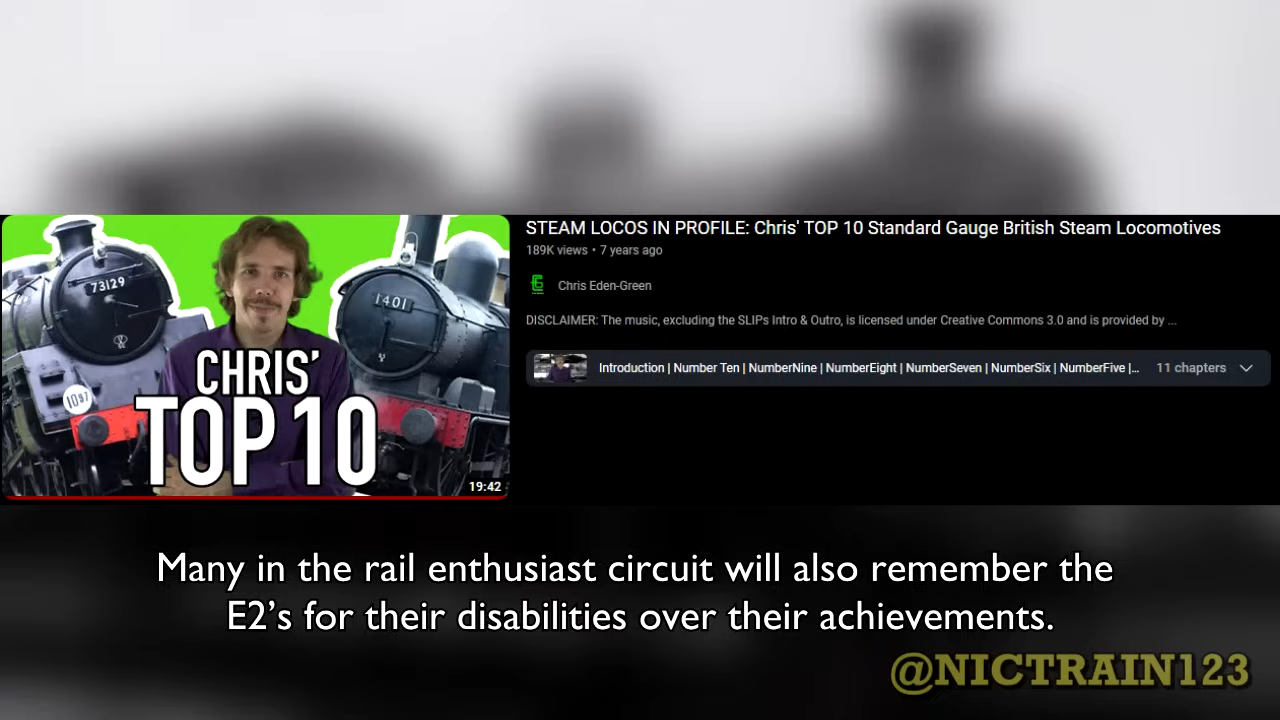 73129
1401
1097
CHRIS'
TOP 10
19:42
STEAM LOCOS IN PROFILE: Chris' TOP 10 Standard Gauge British Steam Locomotives
189K views • 7 years ago
Chris Eden-Green
DISCLAIMER: The music, excluding the SLIPs Intro & Outro, is licensed under Creative Commons 3.0 and is provided by ...
Introduction | Number Ten | NumberNine | NumberEight | NumberSeven | NumberSix | NumberFive |... 11 chapters
Many in the rail enthusiast circuit will also remember the
E2’s for their disabilities over their achievements.
@NICTRAIN123